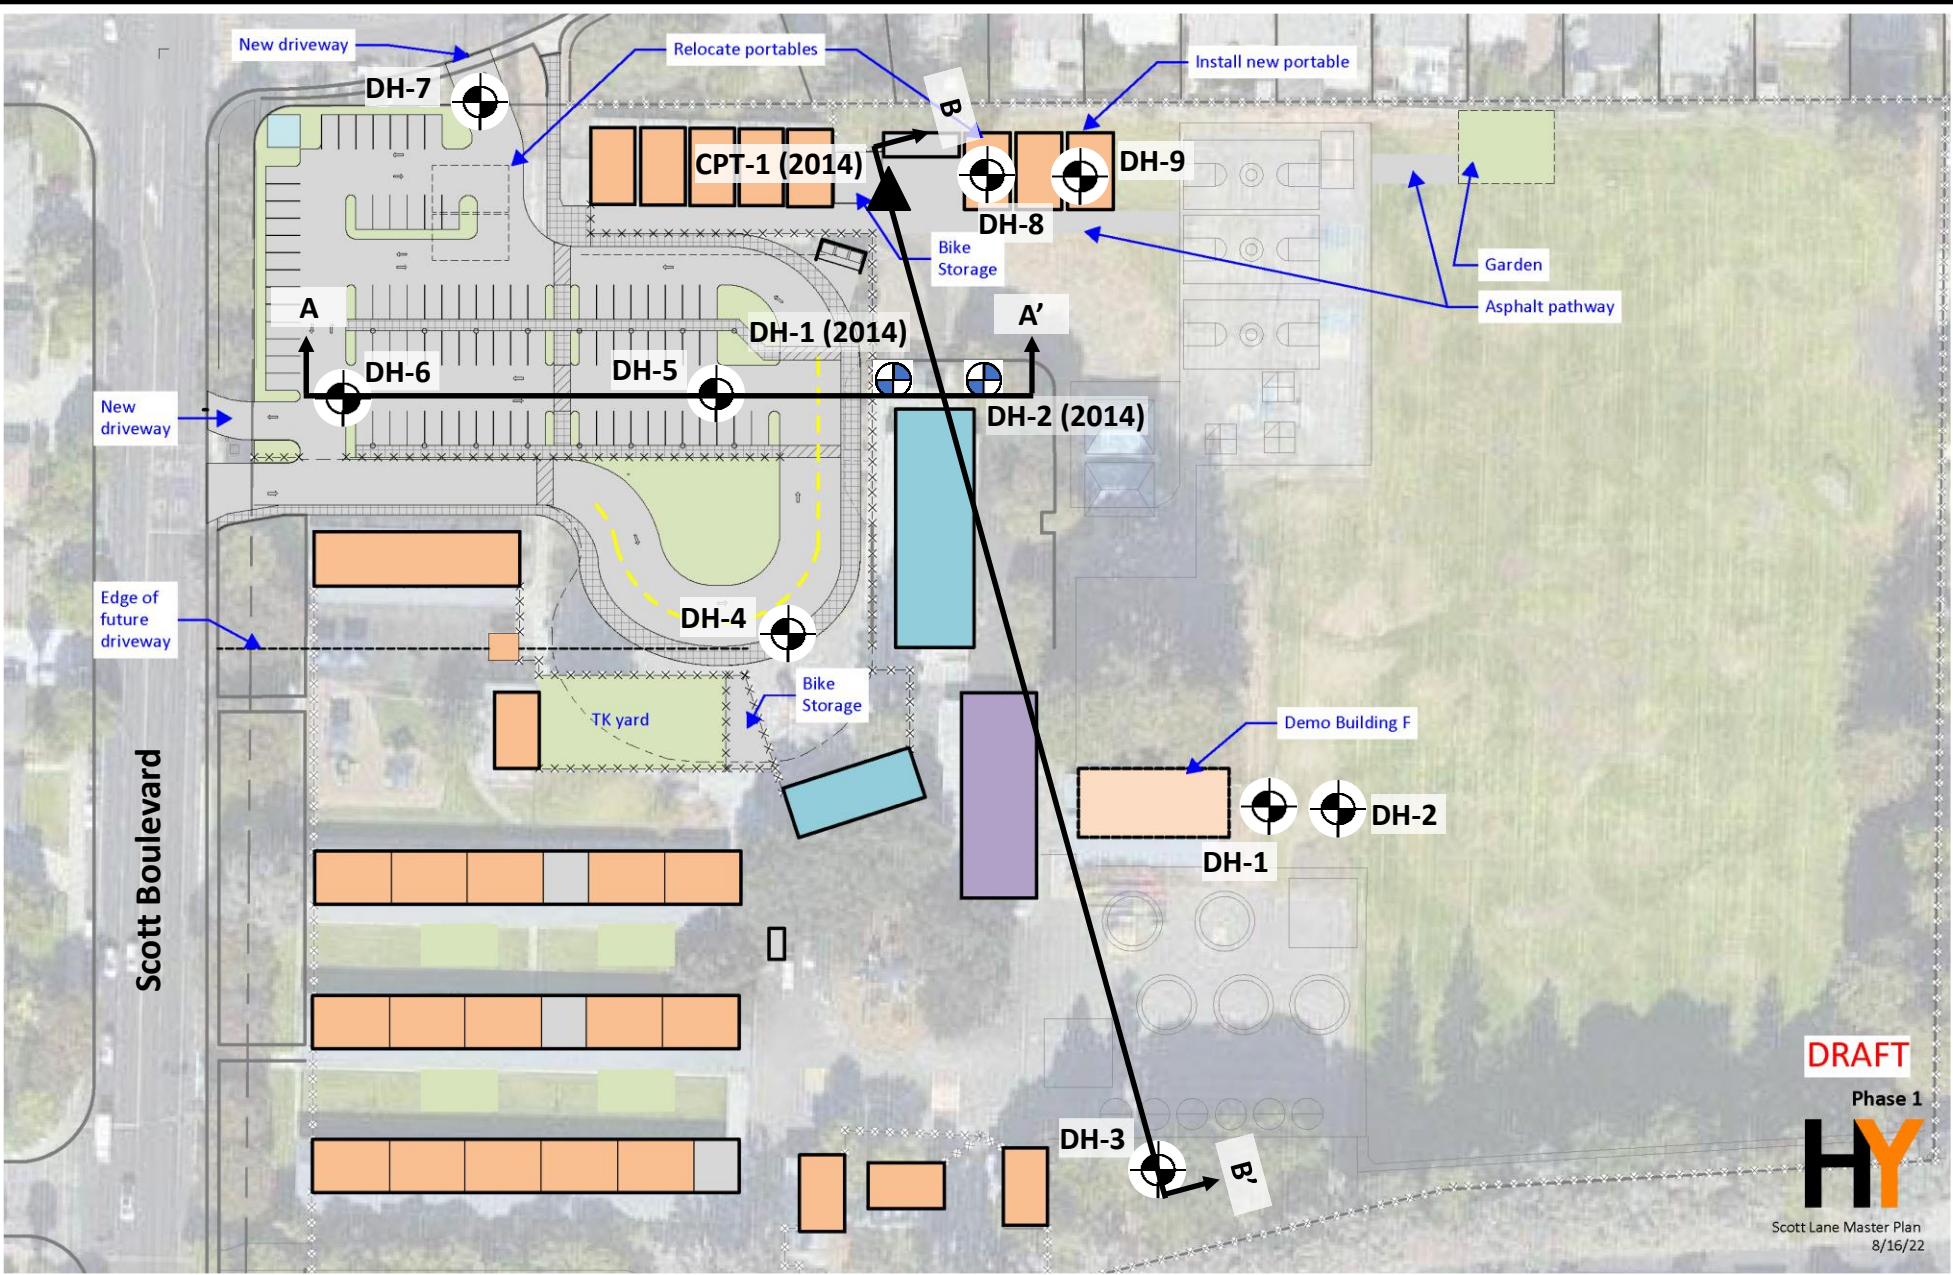 New driveway
Relocate portables
Install new portable
DH-7
B
CPT-1 (2014)
DH-9
DH-8
Bike
Storage
Garden
Asphalt pathway
A
DH-1 (2014)
A’
DH-6
DH-5
New
driveway
DH-2 (2014)
Edge of
future
driveway
DH-4
Bike
Storage
TK yard
Demo Building F
DH-2
DH-1
Scott Boulevard
DRAFT
Phase 1
DH-3
B’
HY
Scott Lane Master Plan
8/16/22